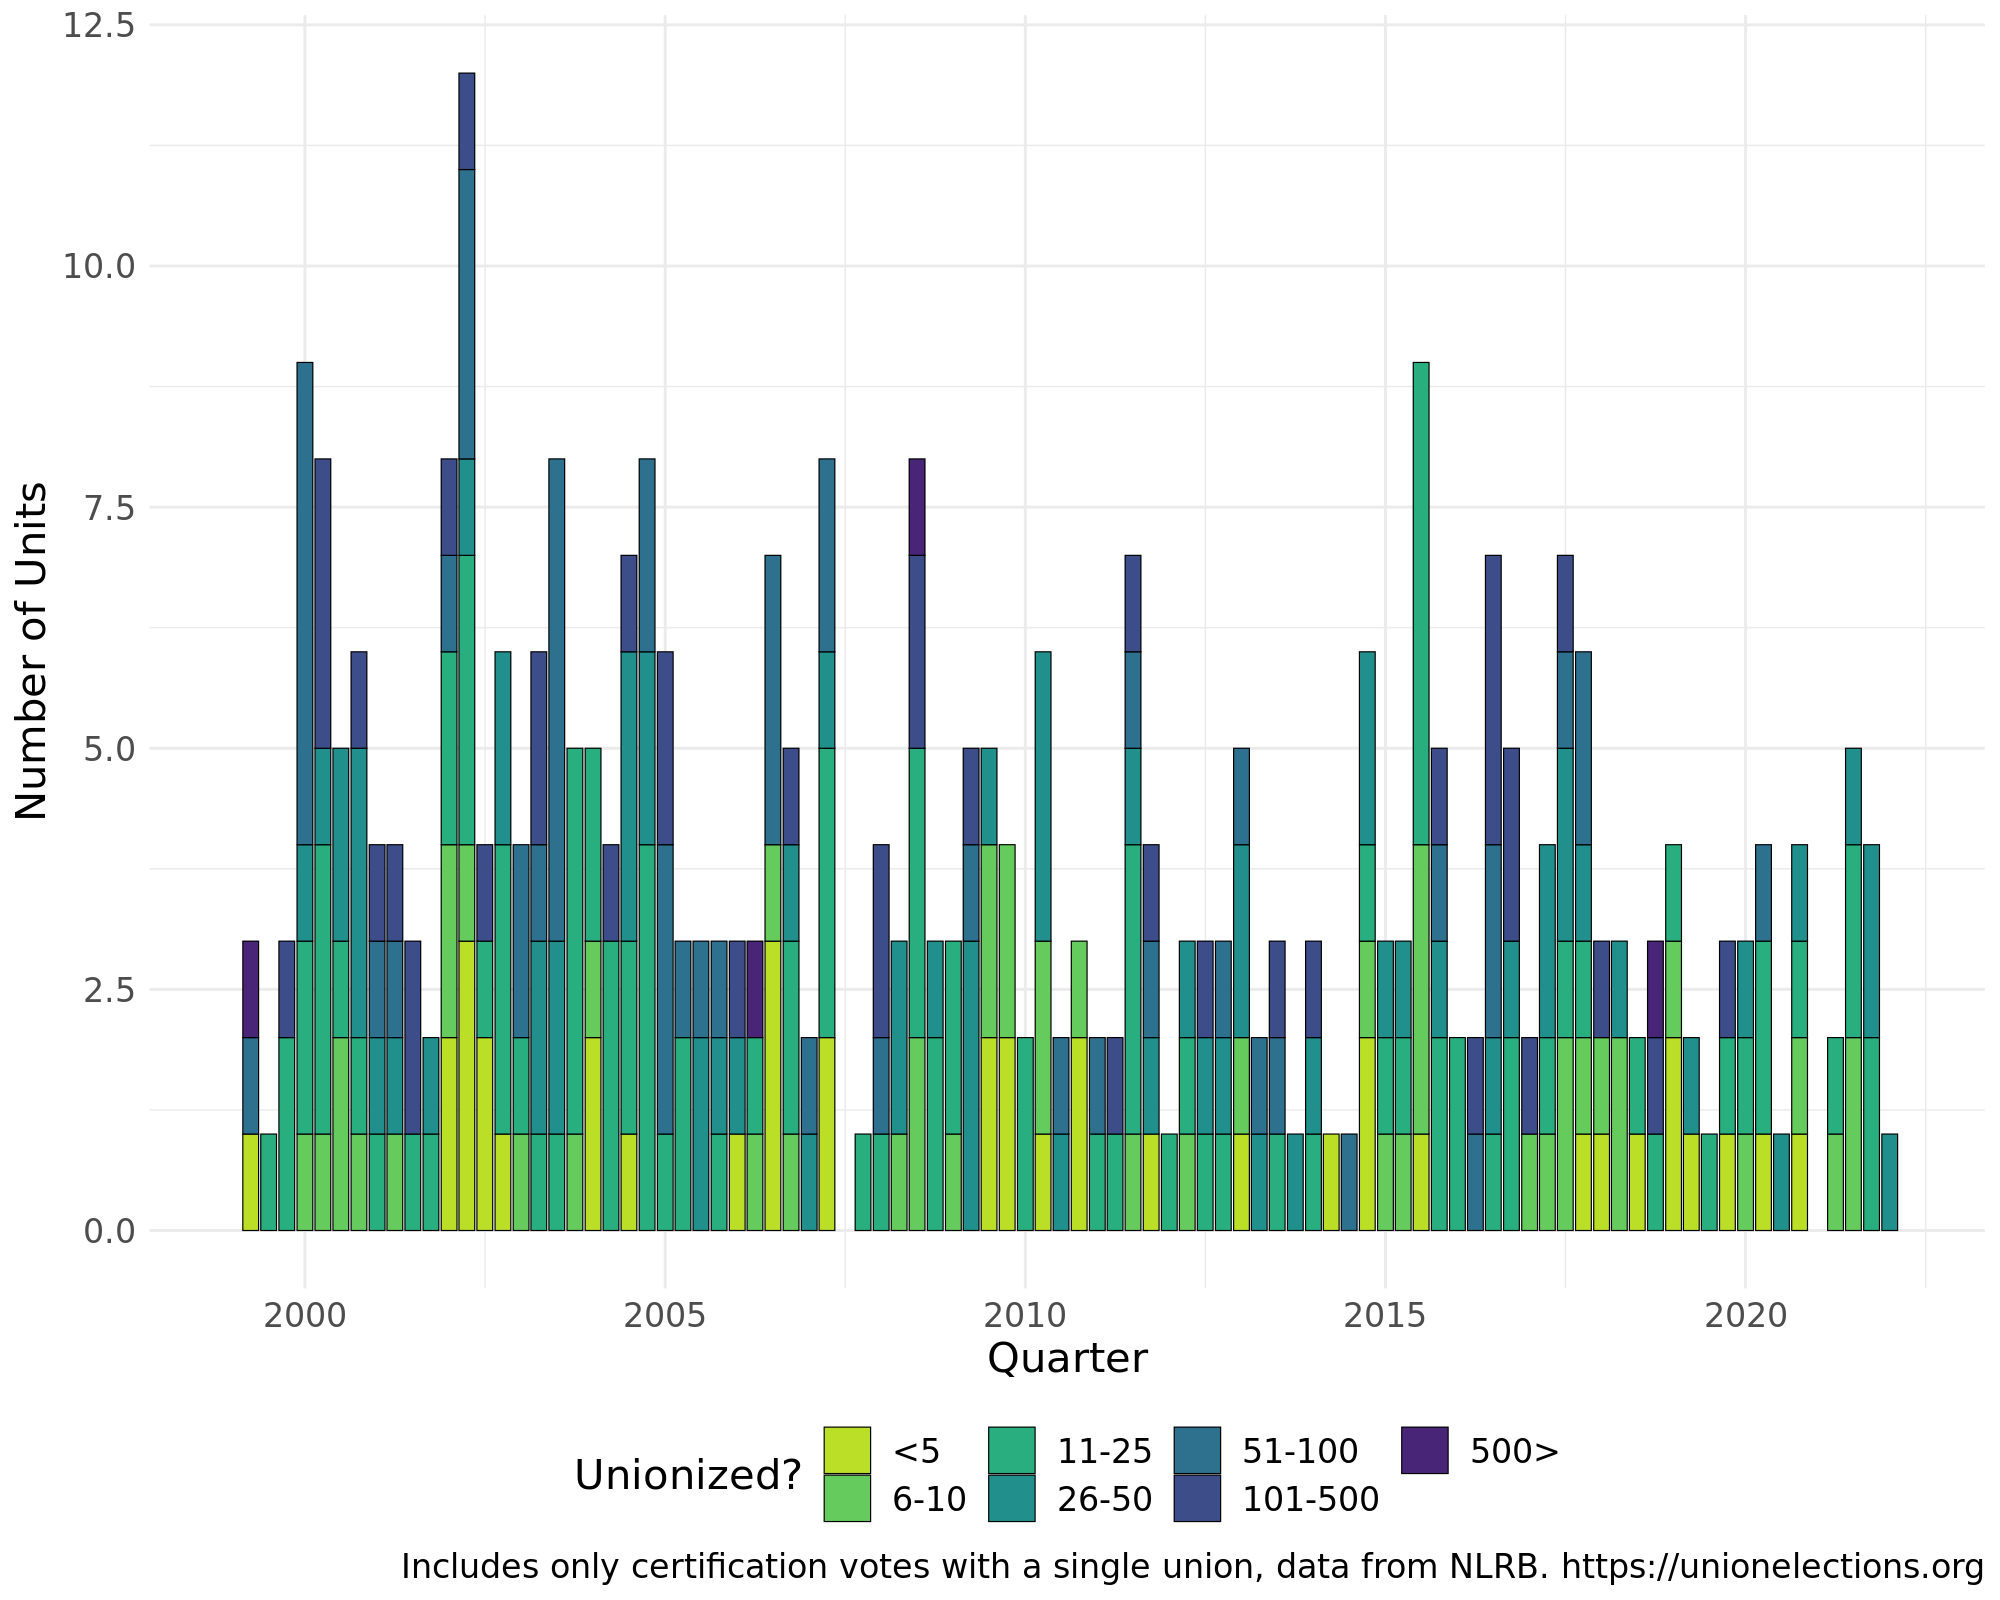 12.5
10.0
7.5
5.0
2.5
0.0
Number of Units
2000 2005 2010 2015 2020
Quarter
Unionized?
<5 11-25 51-100 500>
6-10 26-50 101-500
Includes only certification votes with a single union, data from NLRB. https://unionelections.org